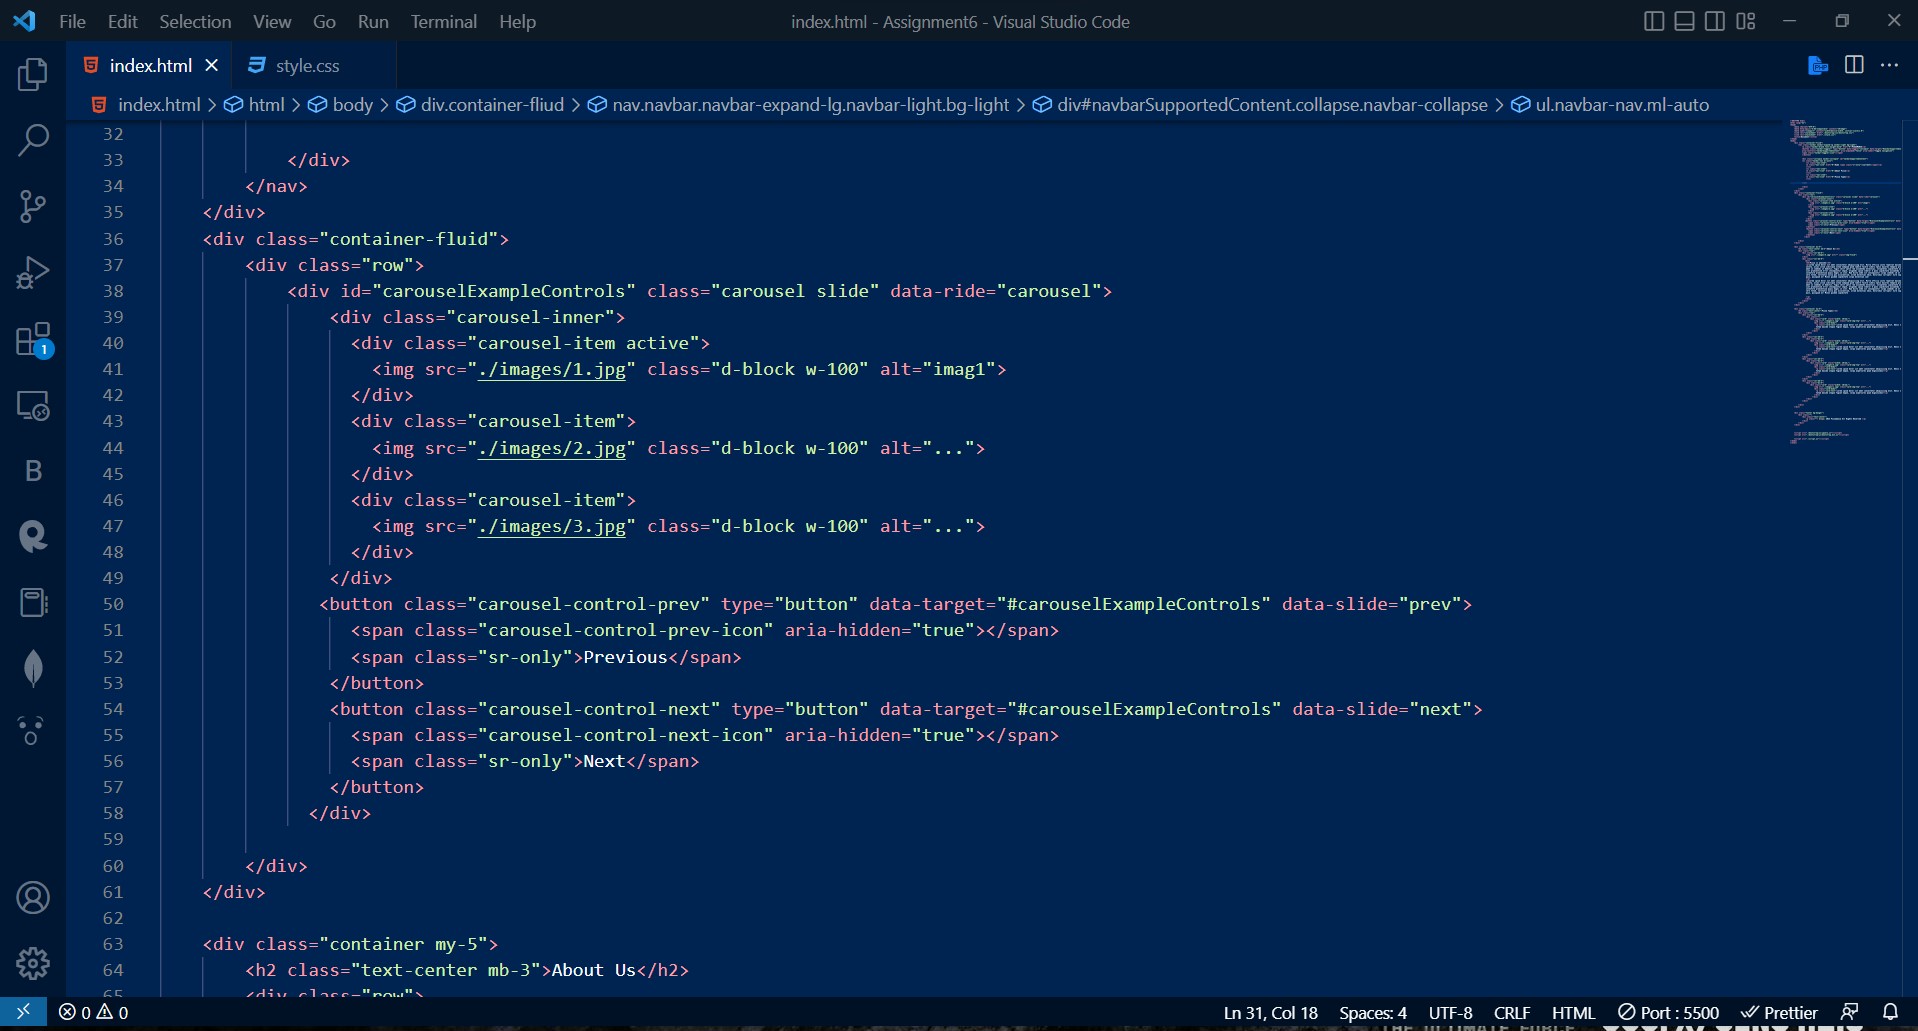 File Edit Selection View Go Run Terminal Help index.html - Assignment6 - Visual Studio Code
index.html style.css
index.html > html > body > div.container-fliud > nav.navbar.navbar-expand-lg.navbar-light.bg-light > div#navbarSupportedContent.collapse.navbar-collapse > ul.navbar-nav.ml-auto
32
33 </div>
34 </nav>
35 </div>
36 <div class="container-fluid">
37 <div class="row">
38 <div id="carouselExampleControls" class="carousel slide" data-ride="carousel">
39 <div class="carousel-inner">
40 <div class="carousel-item active">
41 <img src="./images/1.jpg" class="d-block w-100" alt="imag1">
42 </div>
43 <div class="carousel-item">
44 <img src="./images/2.jpg" class="d-block w-100" alt="...">
45 </div>
46 <div class="carousel-item">
47 <img src="./images/3.jpg" class="d-block w-100" alt="...">
48 </div>
49 </div>
50 <button class="carousel-control-prev" type="button" data-target="#carouselExampleControls" data-slide="prev">
51 <span class="carousel-control-prev-icon" aria-hidden="true"></span>
52 <span class="sr-only">Previous</span>
53 </button>
54 <button class="carousel-control-next" type="button" data-target="#carouselExampleControls" data-slide="next">
55 <span class="carousel-control-next-icon" aria-hidden="true"></span>
56 <span class="sr-only">Next</span>
57 </button>
58 </div>
59
60 </div>
61 </div>
62
63 <div class="container my-5">
64 <h2 class="text-center mb-3">About Us</h2>
65 <div class="row">
1
B
0 0 Ln 31, Col 18 Spaces: 4 UTF-8 CRLF HTML Port : 5500 Prettier